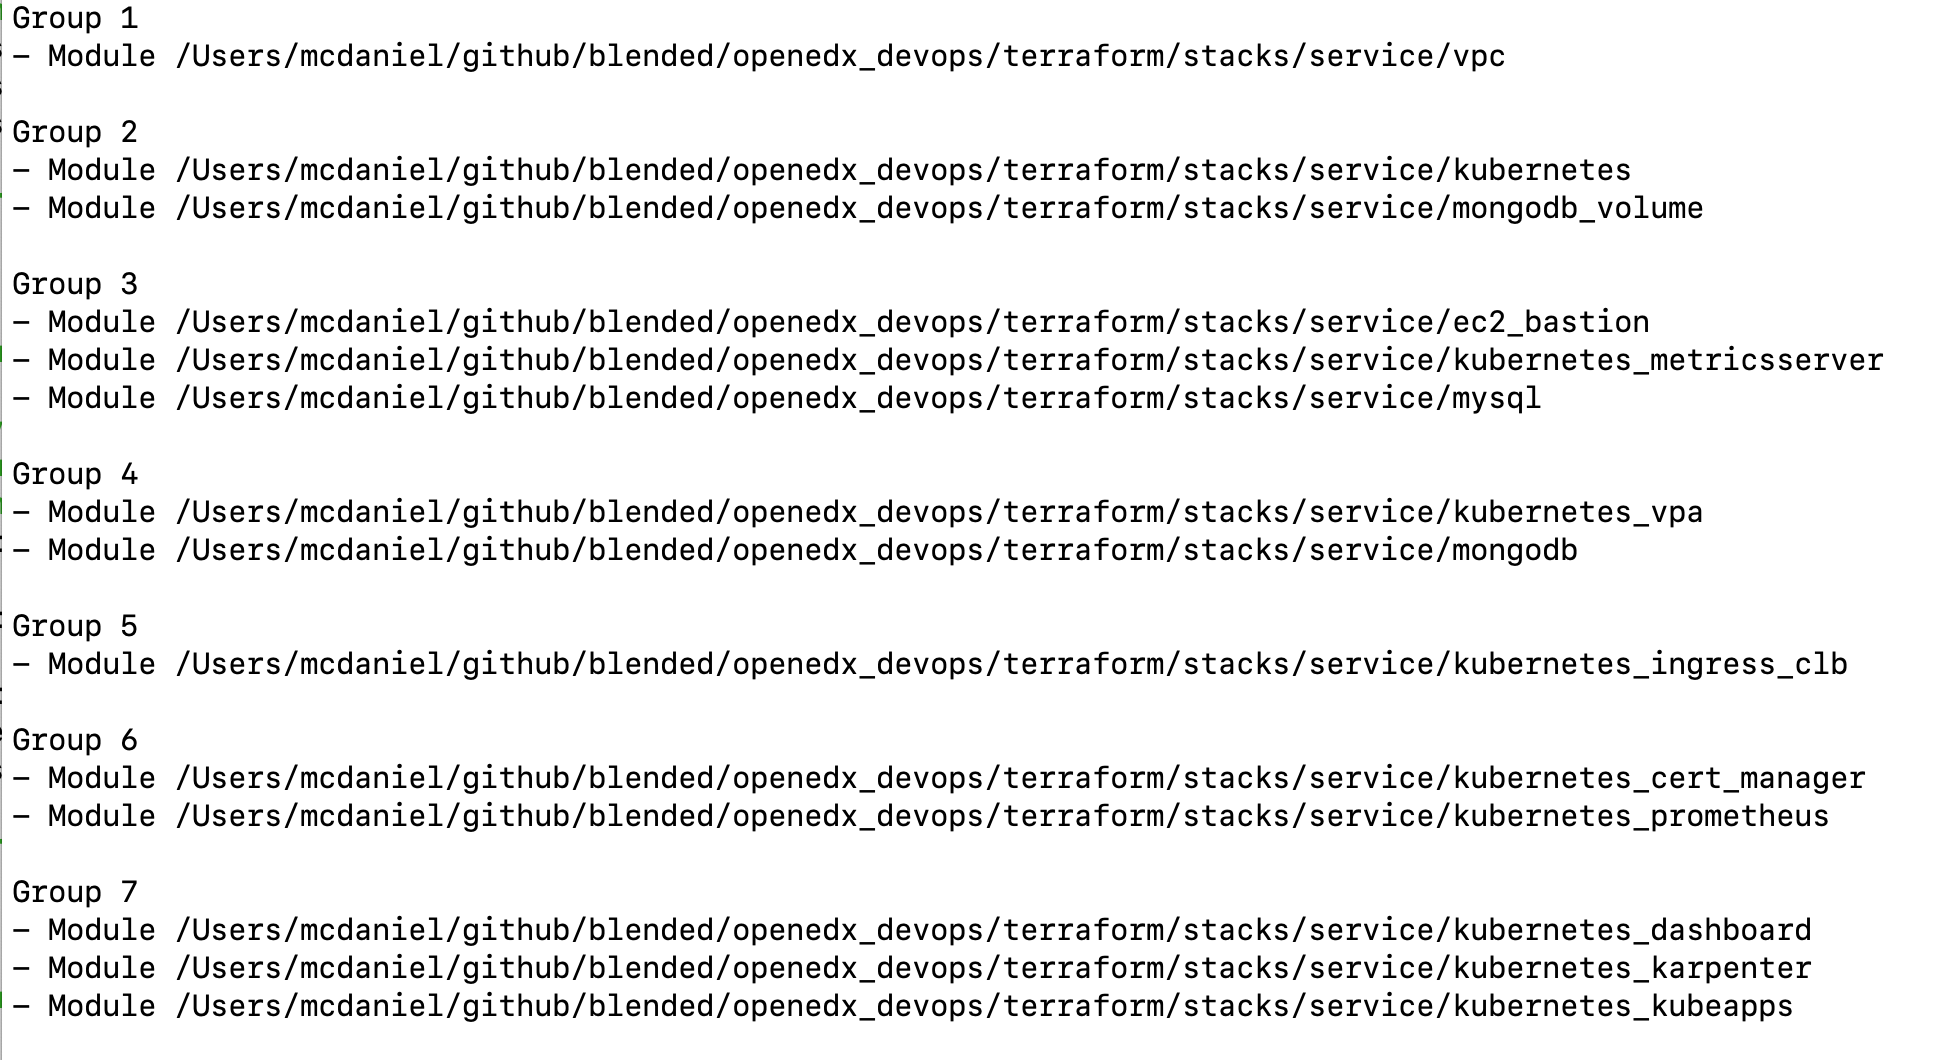 Group 1
– Module /Users/mcdaniel/github/blended/openedx_devops/terraform/stacks/service/vpc
Group 2
– Module /Users/mcdaniel/github/blended/openedx_devops/terraform/stacks/service/kubernetes
– Module /Users/mcdaniel/github/blended/openedx_devops/terraform/stacks/service/mongodb_volume
Group 3
– Module /Users/mcdaniel/github/blended/openedx_devops/terraform/stacks/service/ec2_bastion
– Module /Users/mcdaniel/github/blended/openedx_devops/terraform/stacks/service/kubernetes_metricsserver
– Module /Users/mcdaniel/github/blended/openedx_devops/terraform/stacks/service/mysql
Group 4
– Module /Users/mcdaniel/github/blended/openedx_devops/terraform/stacks/service/kubernetes_vpa
– Module /Users/mcdaniel/github/blended/openedx_devops/terraform/stacks/service/mongodb
Group 5
– Module /Users/mcdaniel/github/blended/openedx_devops/terraform/stacks/service/kubernetes_ingress_clb
Group 6
– Module /Users/mcdaniel/github/blended/openedx_devops/terraform/stacks/service/kubernetes_cert_manager
– Module /Users/mcdaniel/github/blended/openedx_devops/terraform/stacks/service/kubernetes_prometheus
Group 7
– Module /Users/mcdaniel/github/blended/openedx_devops/terraform/stacks/service/kubernetes_dashboard
– Module /Users/mcdaniel/github/blended/openedx_devops/terraform/stacks/service/kubernetes_karpenter
– Module /Users/mcdaniel/github/blended/openedx_devops/terraform/stacks/service/kubernetes_kubeapps